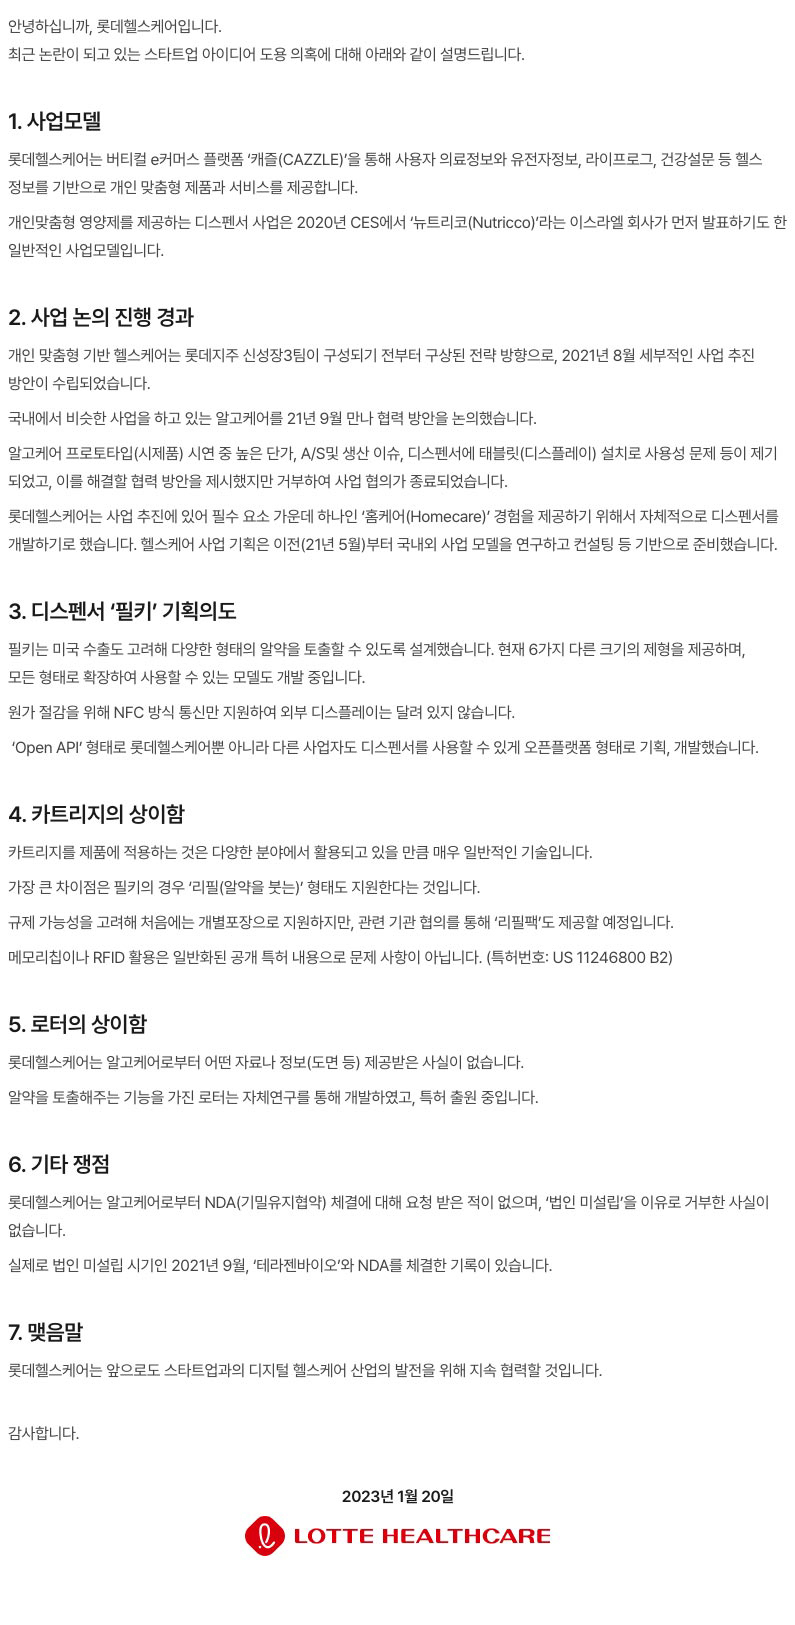 안녕하십니까, 롯데헬스케어입니다.
최근 논란이 되고 있는 스타트업 아이디어 도용 의혹에 대해 아래와 같이 설명드립니다.
1. 사업모델
롯데헬스케어는 버티컬 e커머스 플랫폼 ‘캐즐(CAZZLE)’을 통해 사용자 의료정보와 유전자정보, 라이프로그, 건강설문 등 헬스
정보를 기반으로 개인 맞춤형 제품과 서비스를 제공합니다.
개인맞춤형 영양제를 제공하는 디스펜서 사업은 2020년 CES에서 ‘뉴트리코(Nutricco)’라는 이스라엘 회사가 먼저 발표하기도 한
일반적인 사업모델입니다.
2. 사업 논의 진행 경과
개인 맞춤형 기반 헬스케어는 롯데지주 신성장3팀이 구성되기 전부터 구상된 전략 방향으로, 2021년 8월 세부적인 사업 추진
방안이 수립되었습니다.
국내에서 비슷한 사업을 하고 있는 알고케어를 21년 9월 만나 협력 방안을 논의했습니다.
알고케어 프로토타입(시제품) 시연 중 높은 단가, A/S및 생산 이슈, 디스펜서에 태블릿(디스플레이) 설치로 사용성 문제 등이 제기
되었고, 이를 해결할 협력 방안을 제시했지만 거부하여 사업 협의가 종료되었습니다.
롯데헬스케어는 사업 추진에 있어 필수 요소 가운데 하나인 ‘홈케어(Homecare)’ 경험을 제공하기 위해서 자체적으로 디스펜서를
개발하기로 했습니다. 헬스케어 사업 기획은 이전(21년 5월)부터 국내외 사업 모델을 연구하고 컨설팅 등 기반으로 준비했습니다.
3. 디스펜서 ‘필키’ 기획의도
필키는 미국 수출도 고려해 다양한 형태의 알약을 토출할 수 있도록 설계했습니다. 현재 6가지 다른 크기의 제형을 제공하며,
모든 형태로 확장하여 사용할 수 있는 모델도 개발 중입니다.
원가 절감을 위해 NFC 방식 통신만 지원하여 외부 디스플레이는 달려 있지 않습니다.
‘Open API’ 형태로 롯데헬스케어뿐 아니라 다른 사업자도 디스펜서를 사용할 수 있게 오픈플랫폼 형태로 기획, 개발했습니다.
4. 카트리지의 상이함
카트리지를 제품에 적용하는 것은 다양한 분야에서 활용되고 있을 만큼 매우 일반적인 기술입니다.
가장 큰 차이점은 필키의 경우 ‘리필(알약을 붓는)’ 형태도 지원한다는 것입니다.
규제 가능성을 고려해 처음에는 개별포장으로 지원하지만, 관련 기관 협의를 통해 ‘리필팩’도 제공할 예정입니다.
메모리칩이나 RFID 활용은 일반화된 공개 특허 내용으로 문제 사항이 아닙니다. (특허번호: US 11246800 B2)
5. 로터의 상이함
롯데헬스케어는 알고케어로부터 어떤 자료나 정보(도면 등) 제공받은 사실이 없습니다.
알약을 토출해주는 기능을 가진 로터는 자체연구를 통해 개발하였고, 특허 출원 중입니다.
6. 기타 쟁점
롯데헬스케어는 알고케어로부터 NDA(기밀유지협약) 체결에 대해 요청 받은 적이 없으며, ‘법인 미설립’을 이유로 거부한 사실이
없습니다.
실제로 법인 미설립 시기인 2021년 9월, ‘테라젠바이오’와 NDA를 체결한 기록이 있습니다.
7. 맺음말
롯데헬스케어는 앞으로도 스타트업과의 디지털 헬스케어 산업의 발전을 위해 지속 협력할 것입니다.
감사합니다.
2023년 1월 20일
LOTTE HEALTHCARE